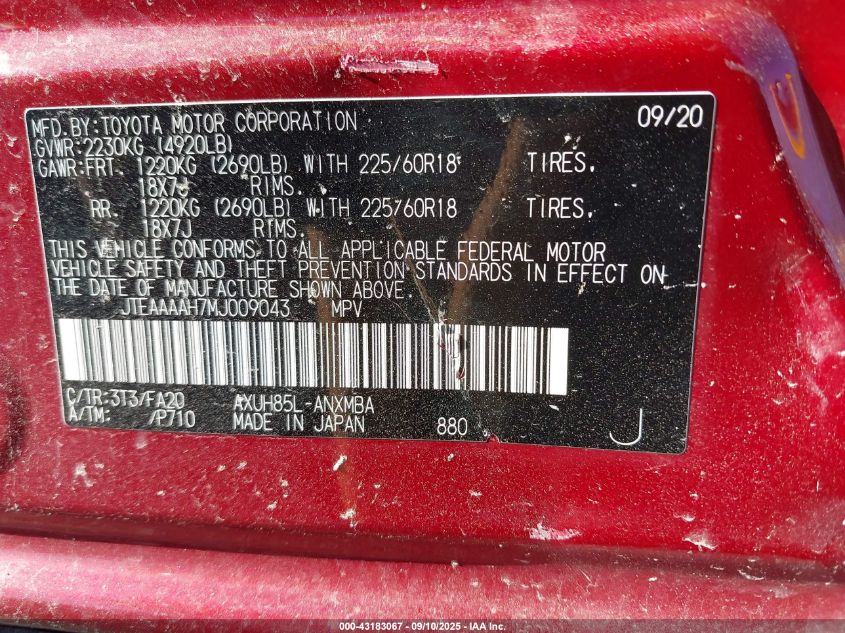 MFD.BY:TOYOTA MOTOR CORPORATION 09/20
GVWR:2230KG (4920LB)
GAWR:FRT. 1220KG (2690LB) WITH 225/60R18 TIRES.
18X7J RIMS.
RR. 1220KG (2690LB) WITH 225/60R18 TIRES.
18X7J RIMS.
THIS VEHICLE CONFORMS TO ALL APPLICABLE FEDERAL MOTOR
VEHICLE SAFETY AND THEFT PREVENTION STANDARDS IN EFFECT ON
THE DATE OF MANUFACTURE SHOWN ABOVE.
JTEAAAAH7MJ009043 MPV
C/TR:3T3/FA20 AXUH85L-ANXMBA
A/TM: /P710 MADE IN JAPAN 880 J
000-43183067 - 09/10/2025 - IAA Inc.